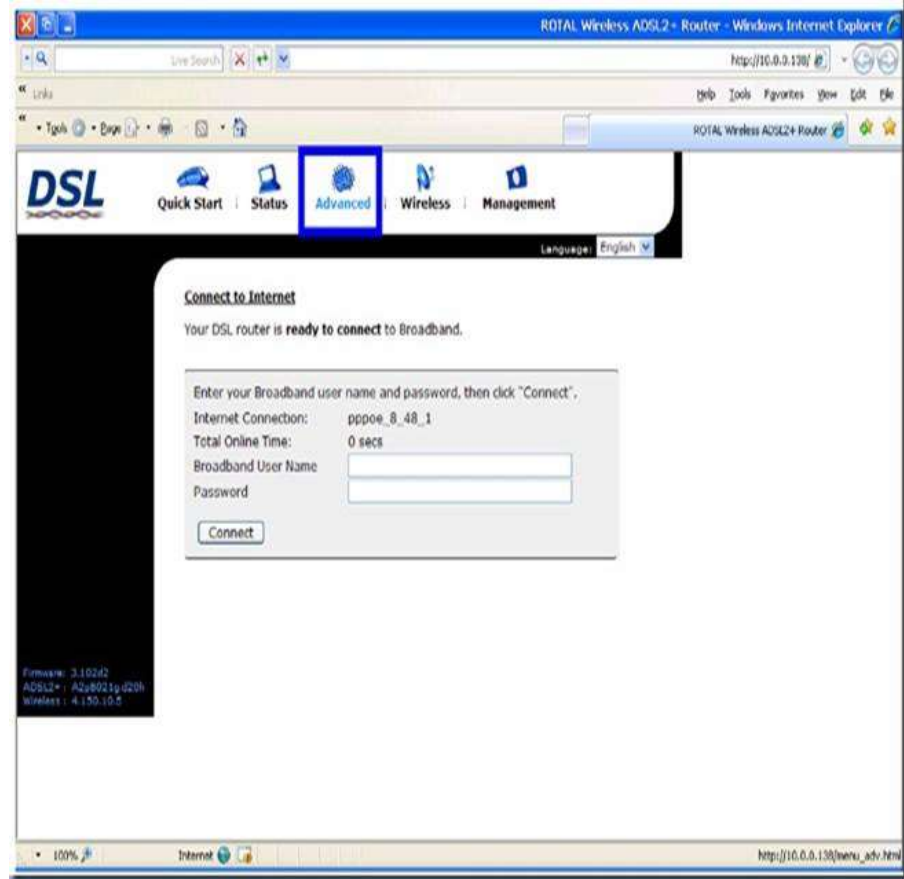 ROTAL Wireless ADSL2+ Router - Windows Internet Explorer
Live Search http://10.0.0.138/
Links Help Tools Favorites View Edit File
Tools Page ROTAL Wireless ADSL2+ Router
DSL
Quick Start Status Advanced Wireless Management
Language: English
Connect to Internet
Your DSL router is ready to connect to Broadband.
Enter your Broadband user name and password, then click "Connect".
Internet Connection: pppoe_8_48_1
Total Online Time: 0 secs
Broadband User Name
Password
Connect
Firmware: 3.102d2
ADSL2+ :
Wireless : 4.150.10.5
100% Internet http://10.0.0.138/menu_adv.html